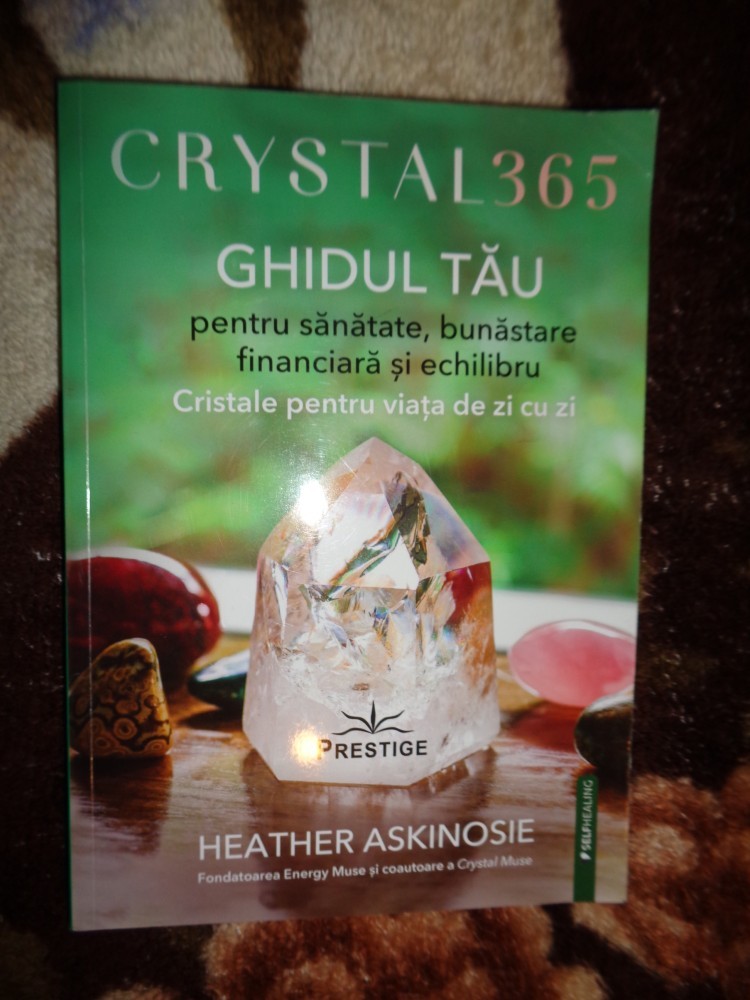 CRYSTAL365
GHIDUL TĂU
pentru sănătate, bunăstare
financiară și echilibru
Cristale pentru viața de zi cu zi
PRESTIGE
HEATHER ASKINOSIE
Fondatoarea Energy Muse și coautoare a Crystal Muse
SELFHEALING